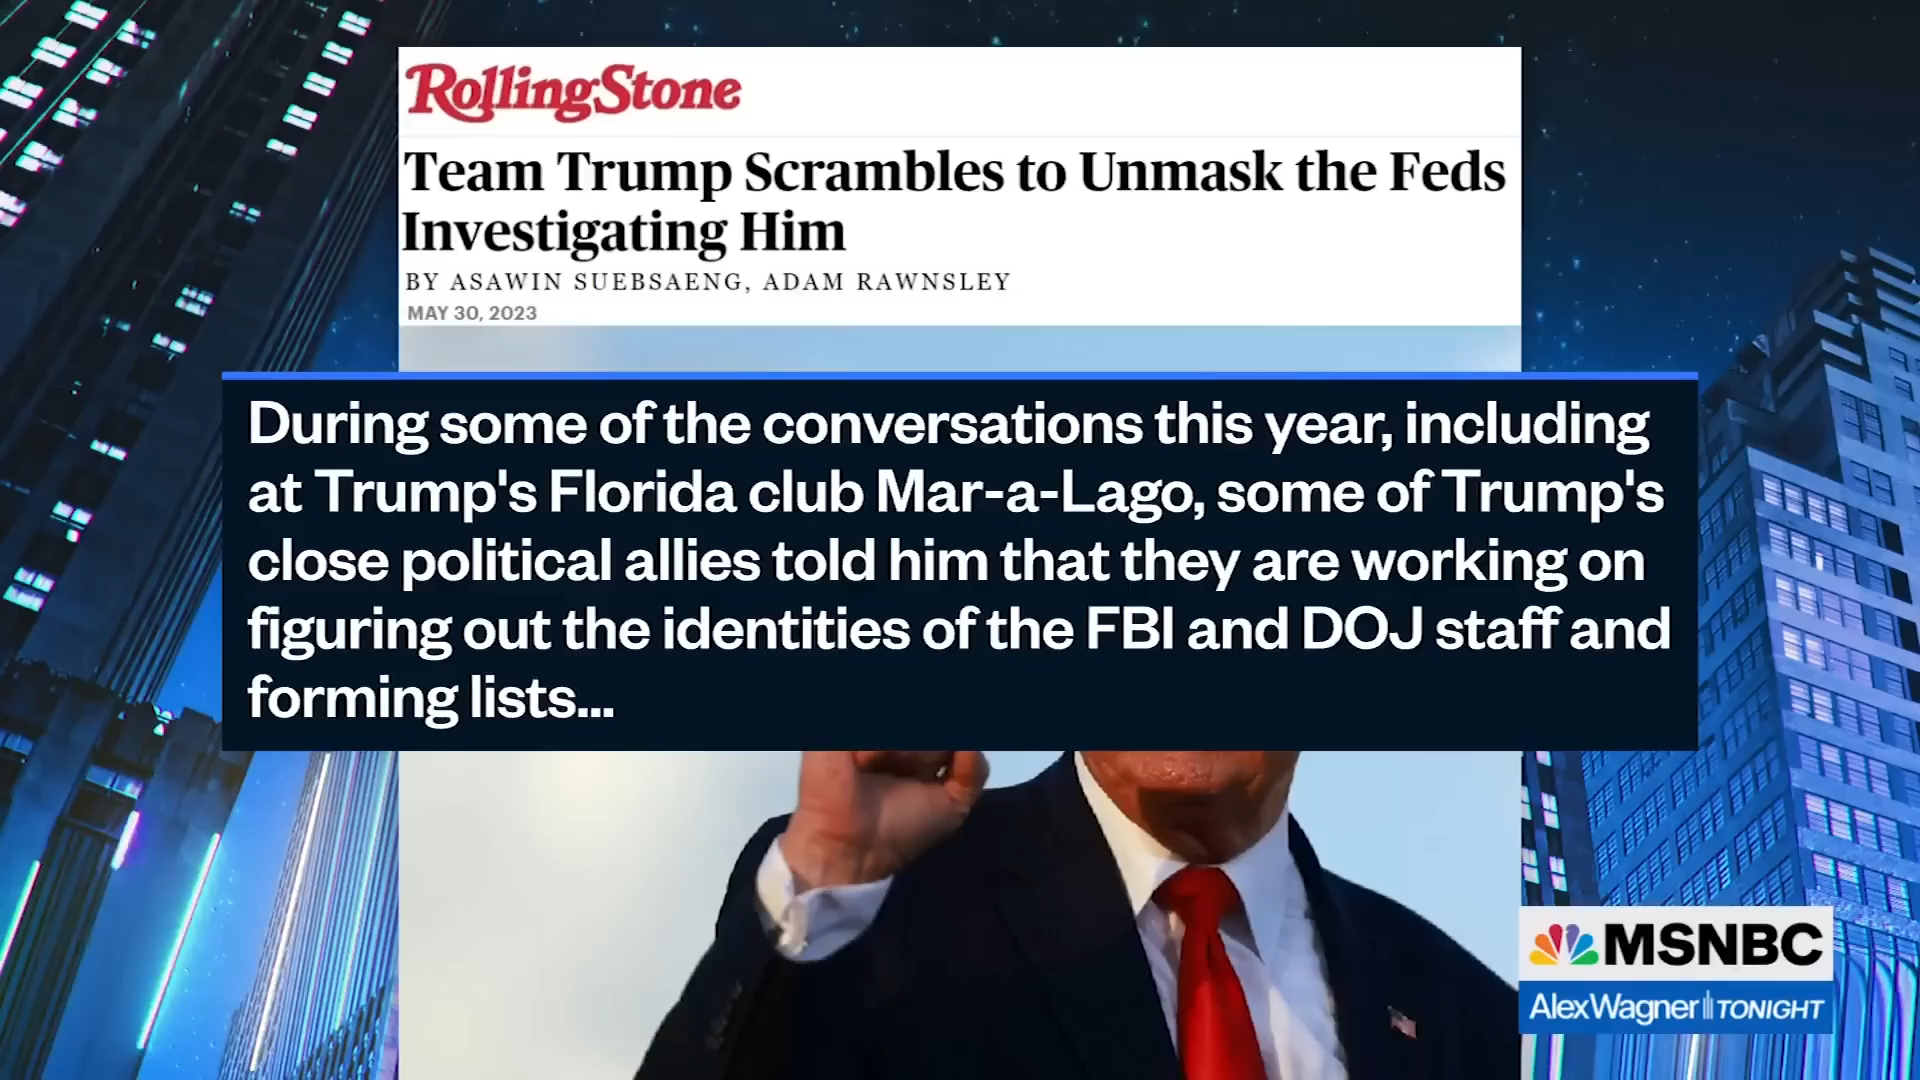 RollingStone
Team Trump Scrambles to Unmask the Feds
Investigating Him
BY ASAWIN SUEBSAENG, ADAM RAWNSLEY
MAY 30, 2023
During some of the conversations this year, including
at Trump's Florida club Mar-a-Lago, some of Trump's
close political allies told him that they are working on
figuring out the identities of the FBI and DOJ staff and
forming lists...
MSNBC
AlexWagner TONIGHT